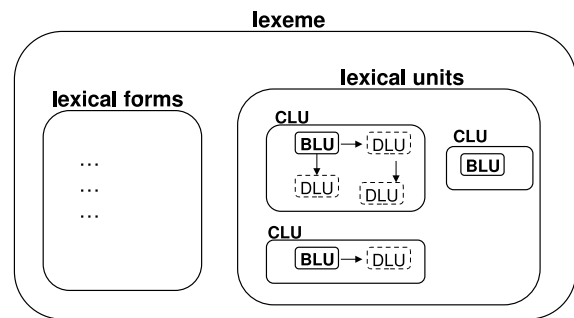 lexeme
lexical forms
…
…
…
lexical units
CLU
BLU DLU
DLU DLU
CLU
BLU
CLU
BLU DLU